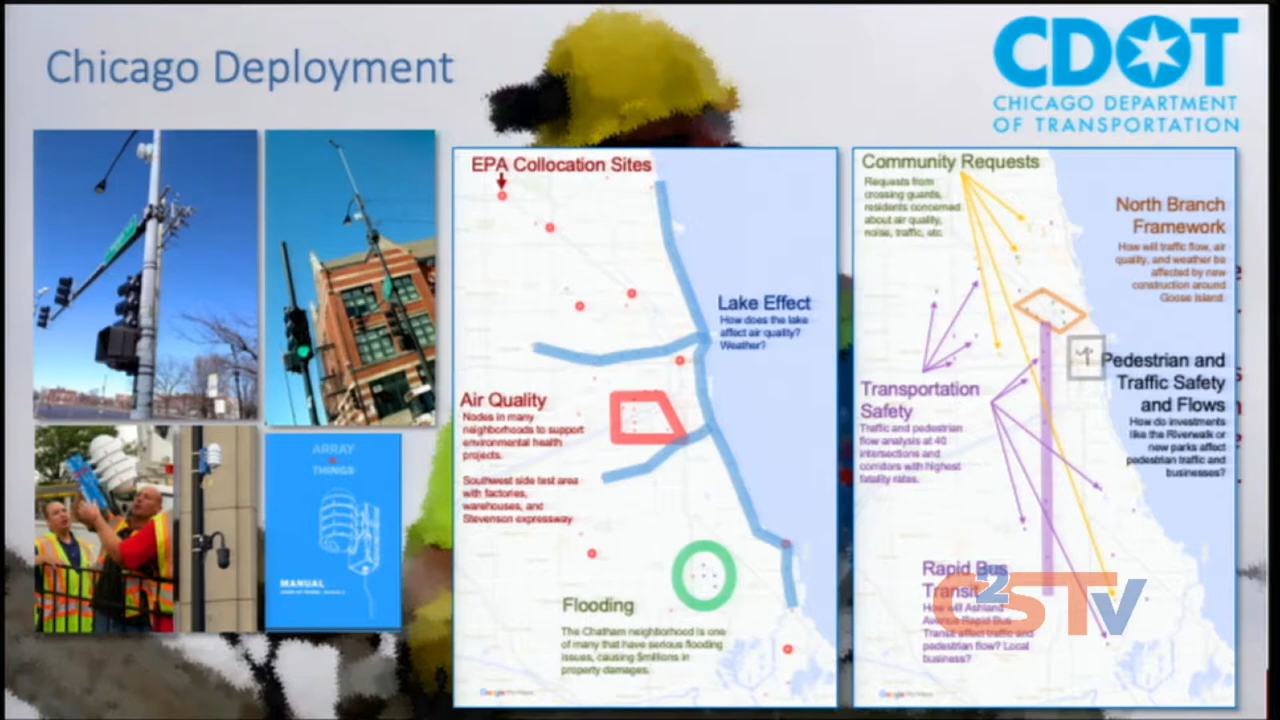 Chicago Deployment
CDOT
CHICAGO DEPARTMENT
OF TRANSPORTATION
ARRAY
THINGS
MANUAL
EPA Collocation Sites
Lake Effect
How does the lake
affect air quality?
Weather?
Air Quality
Nodes in many
neighborhoods to support
environmental health
projects.
Southwest side test area
with factories,
warehouses, and
Stevenson expressway
Flooding
The Chatham neighborhood is one
of many that have serious flooding
issues, causing $millions in
property damages.
Google My Maps
Community Requests
Requests from
crossing guards,
residents concerned
about air quality,
noise, traffic, etc.
North Branch
Framework
How will traffic flow, air
quality, and weather be
affected by new
construction around
Goose Island
Pedestrian and
Traffic Safety
and Flows
How do investments
like the Riverwalk or
new parks affect
pedestrian traffic and
businesses?
Transportation
Safety
Traffic and pedestrian
flow analysis at 40
intersections and
corridors with highest
fatality rates.
Rapid Bus
Transit
How will Ashland
Avenue Rapid Bus
Transit affect traffic and
pedestrian flow? Local
business?
Google My Maps
C2STV